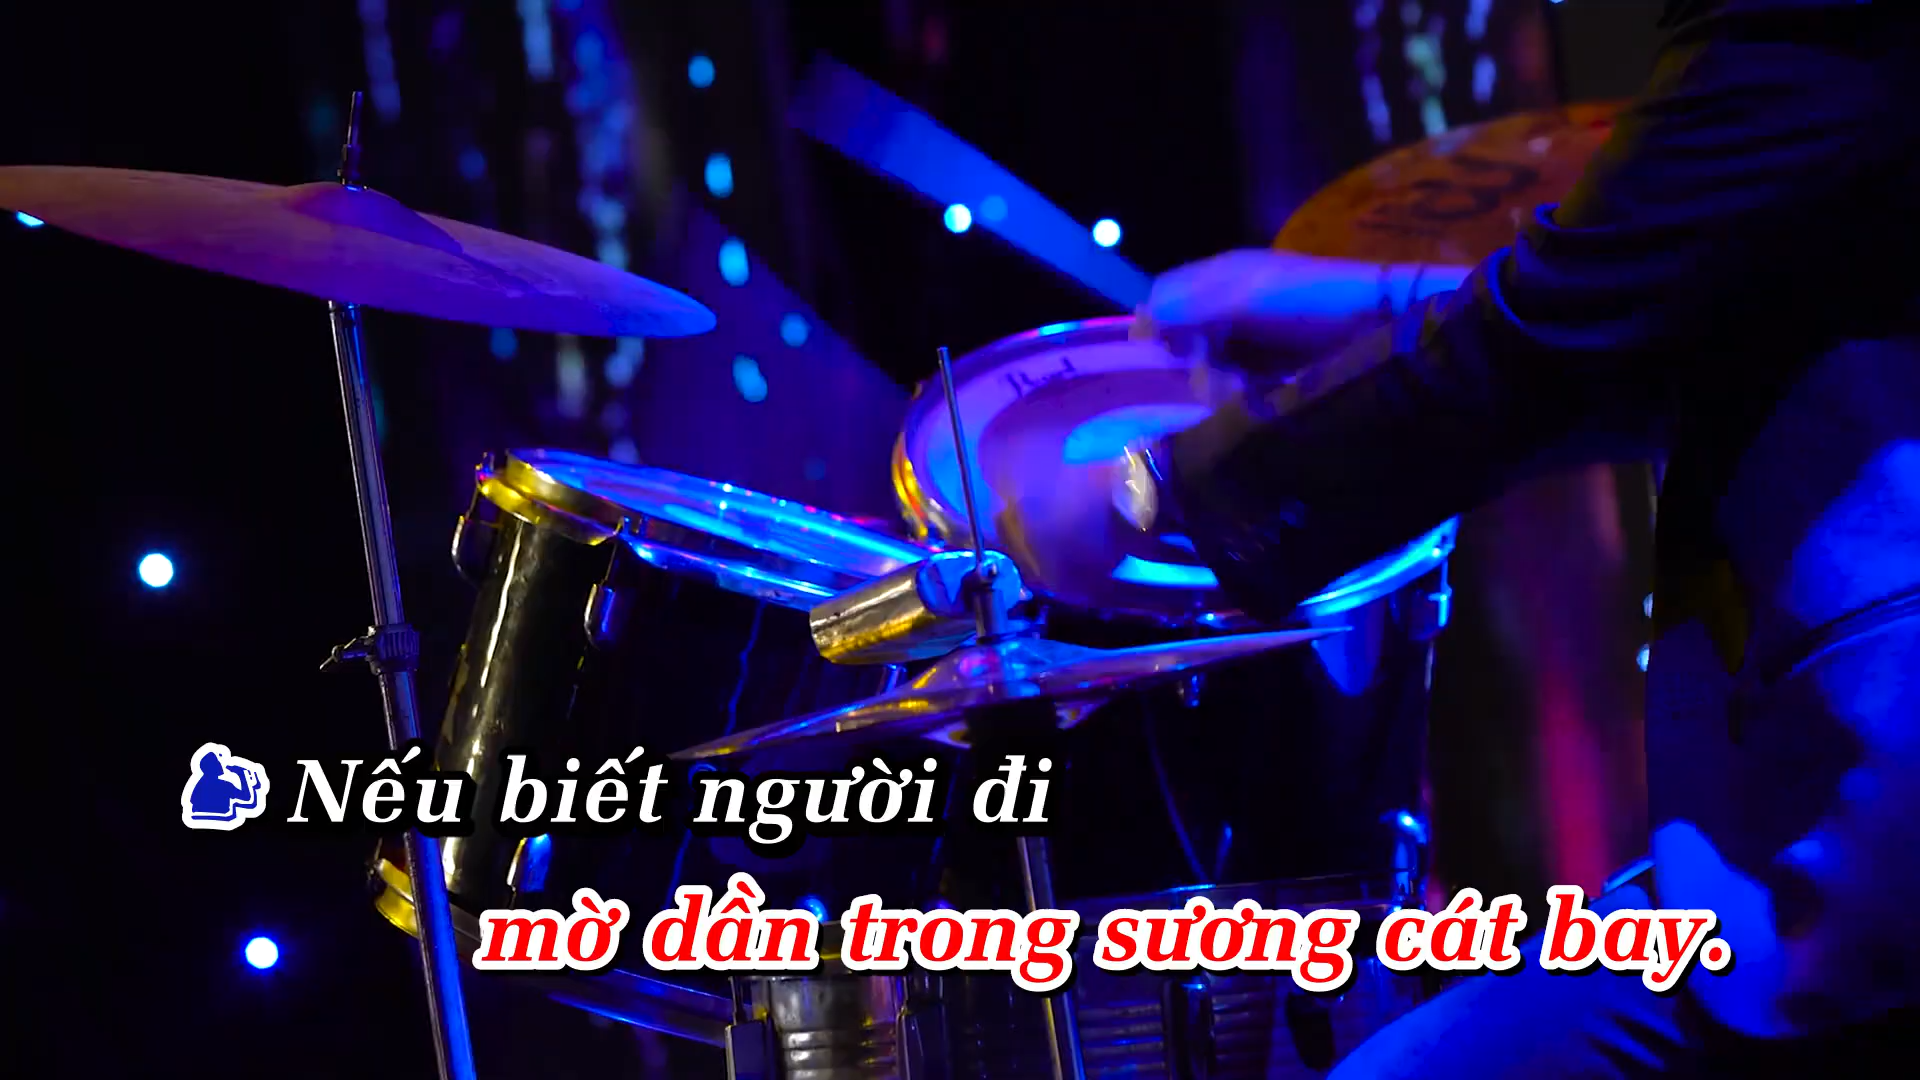 Nếu biết người đi
mờ dần trong sương cát bay.